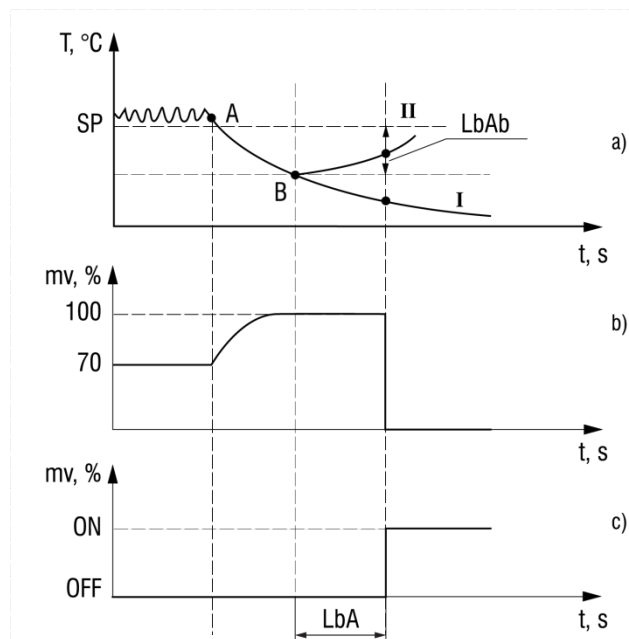 T, °C
A
II
SP
LbAb
a)
B
I
t, s
mv, %
100
b)
70
t, s
mv, %
ON
c)
OFF
LbA
t, s